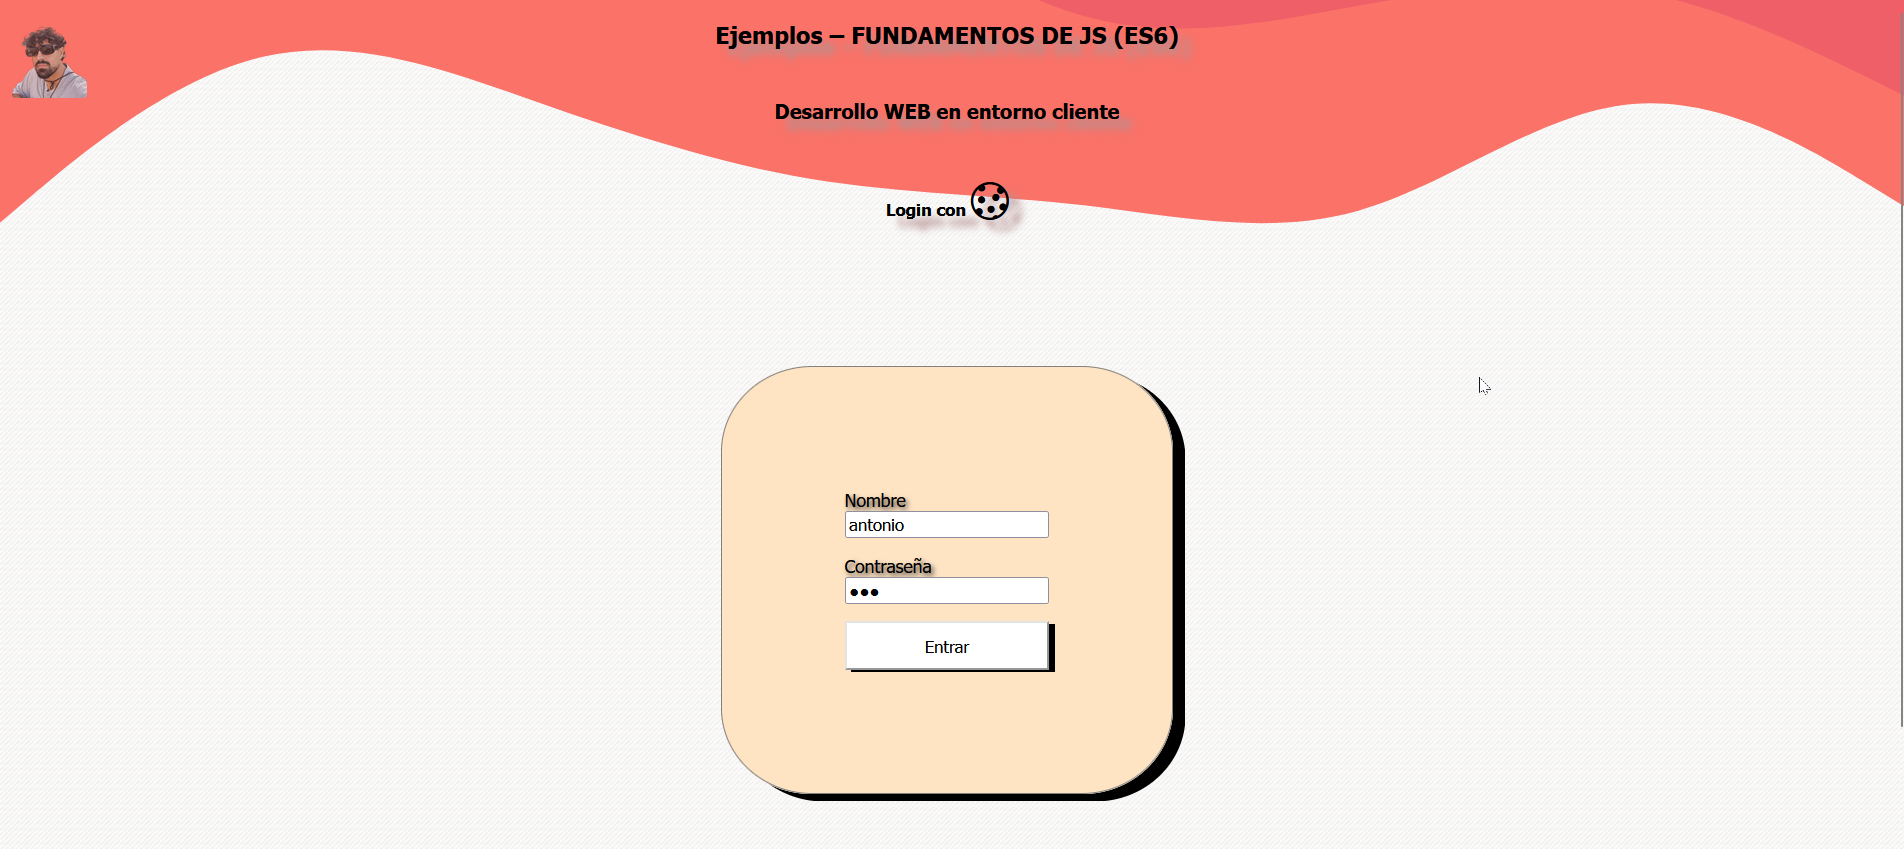 Ejemplos – FUNDAMENTOS DE JS (ES6)
Desarrollo WEB en entorno cliente
Login con
Nombre
antonio
Contraseña
●●●
Entrar